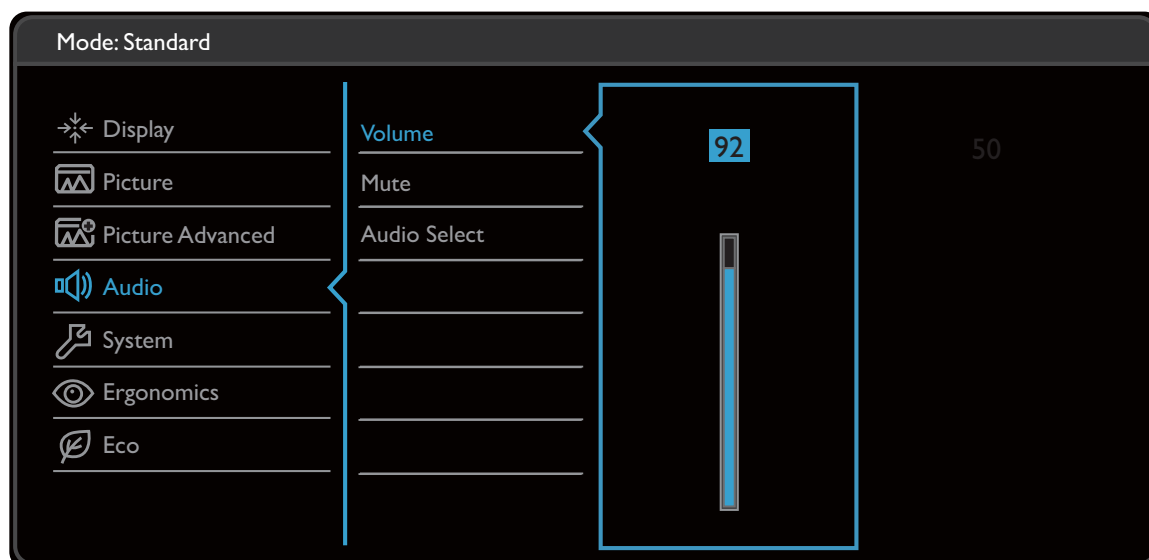 Mode: Standard
Display
Picture
Picture Advanced
Audio
System
Ergonomics
Eco
Volume
Mute
Audio Select
92
50